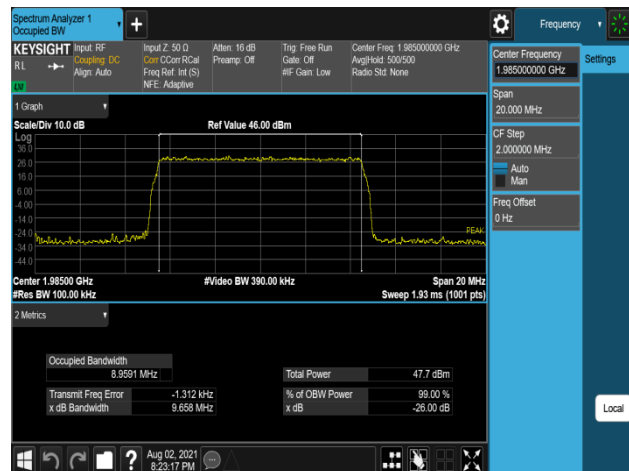 Spectrum Analyzer 1
Occupied BW
Frequency
KEYSIGHT
Input: RF
Coupling: DC
Align: Auto
Input Z: 50 Ω
Corr CCorr RCal
Freq Ref: Int (S)
NFE: Adaptive
Atten: 16 dB
Preamp: Off
Trig: Free Run
Gate: Off
#IF Gain: Low
Center Freq: 1.985000000 GHz
Avg|Hold: 500/500
Radio Std: None
RL
Center Frequency
1.985000000 GHz
Settings
Span
20.000 MHz
CF Step
2.000000 MHz
Auto
Man
Freq Offset
0 Hz
Local
1 Graph
Scale/Div 10.0 dB
Ref Value 46.00 dBm
Log
36.0
26.0
16.0
6.00
-4.00
-14.0
-24.0
-34.0
-44.0
PEAK
Center 1.98500 GHz
#Video BW 390.00 kHz
Span 20 MHz
#Res BW 100.00 kHz
Sweep 1.93 ms (1001 pts)
2 Metrics
Occupied Bandwidth
8.9591 MHz
Total Power
47.7 dBm
Transmit Freq Error
-1.312 kHz
% of OBW Power
99.00 %
x dB Bandwidth
9.658 MHz
x dB
-26.00 dB
?
Aug 02, 2021
8:23:17 PM